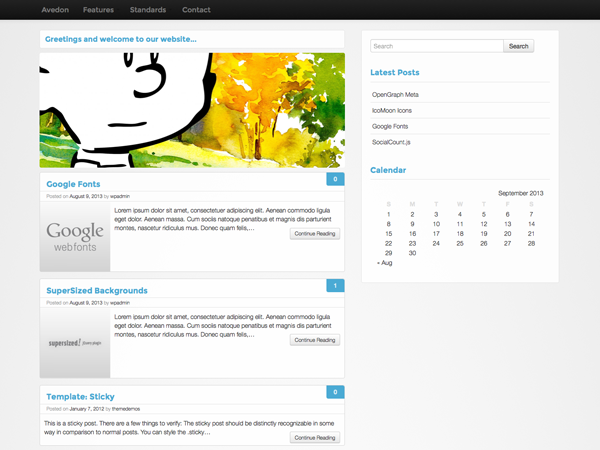 Avedon Features Standards Contact
Greetings and welcome to our website...
Google Fonts
0
Posted on August 9, 2013 by wpadmin
Google
webfonts
Lorem ipsum dolor sit amet, consectetuer adipiscing elit. Aenean commodo ligula
eget dolor. Aenean massa. Cum sociis natoque penatibus et magnis dis parturient
montes, nascetur ridiculus mus. Donec quam felis,…
Continue Reading
SuperSized Backgrounds
1
Posted on August 9, 2013 by wpadmin
supersized! jQuery plugin
Lorem ipsum dolor sit amet, consectetuer adipiscing elit. Aenean commodo ligula
eget dolor. Aenean massa. Cum sociis natoque penatibus et magnis dis parturient
montes, nascetur ridiculus mus. Donec quam felis,…
Continue Reading
Template: Sticky
0
Posted on January 7, 2012 by themedemos
This is a sticky post. There are a few things to verify: The sticky post should be distinctly recognizable in some
way in comparison to normal posts. You can style the .sticky…
Continue Reading
Search Search
Latest Posts
OpenGraph Meta
IcoMoon Icons
Google Fonts
SocialCount.js
Calendar
September 2013
S M T W T F S
1 2 3 4 5 6 7
8 9 10 11 12 13 14
15 16 17 18 19 20 21
22 23 24 25 26 27 28
29 30
« Aug